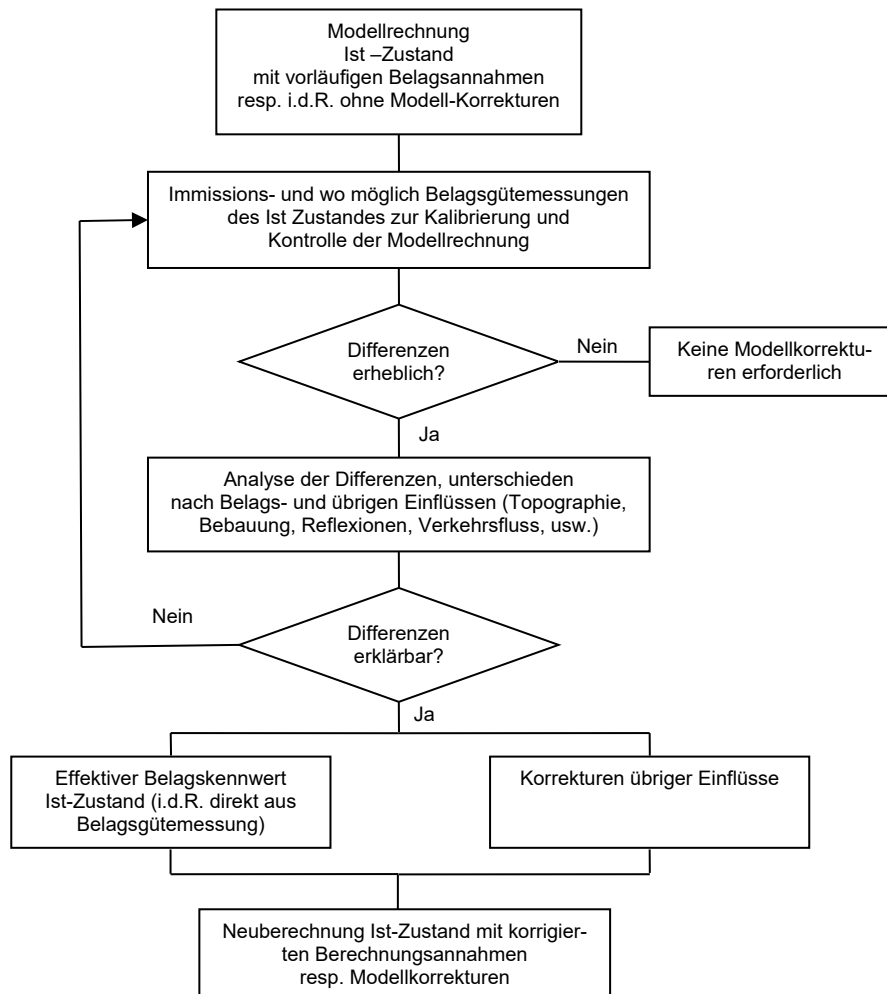 Modellrechnung
Ist –Zustand
mit vorläufigen Belagsannahmen
resp. i.d.R. ohne Modell-Korrekturen
Immissions- und wo möglich Belagsgütemessungen
des Ist Zustandes zur Kalibrierung und
Kontrolle der Modellrechnung
Differenzen
erheblich?
Nein
Keine Modellkorrektu-
ren erforderlich
Ja
Analyse der Differenzen, unterschieden
nach Belags- und übrigen Einflüssen (Topographie,
Bebauung, Reflexionen, Verkehrsfluss, usw.)
Nein
Differenzen
erklärbar?
Ja
Effektiver Belagskennwert
Ist-Zustand (i.d.R. direkt aus
Belagsgütemessung)
Korrekturen übriger Einflüsse
Neuberechnung Ist-Zustand mit korrigier-
ten Berechnungsannahmen
resp. Modellkorrekturen